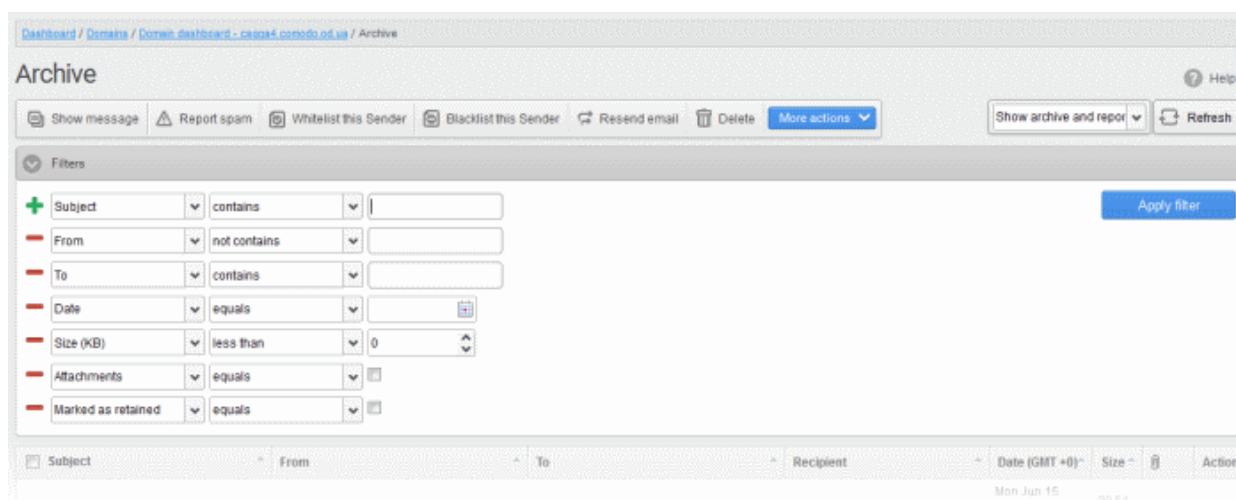 Dashboard / Domains / Domain dashboard - cagga4.comodo.od.ua / Archive
Archive
Help
Show message Report spam Whitelist this Sender Blacklist this Sender Resend email Delete More actions Show archive and repor Refresh
Filters
Subject contains Apply filter
From not contains
To contains
Date equals
Size (KB) less than 0
Attachments equals
Marked as retained equals
Subject From To Recipient Date (GMT +0) Size Action
Mon Jun 15